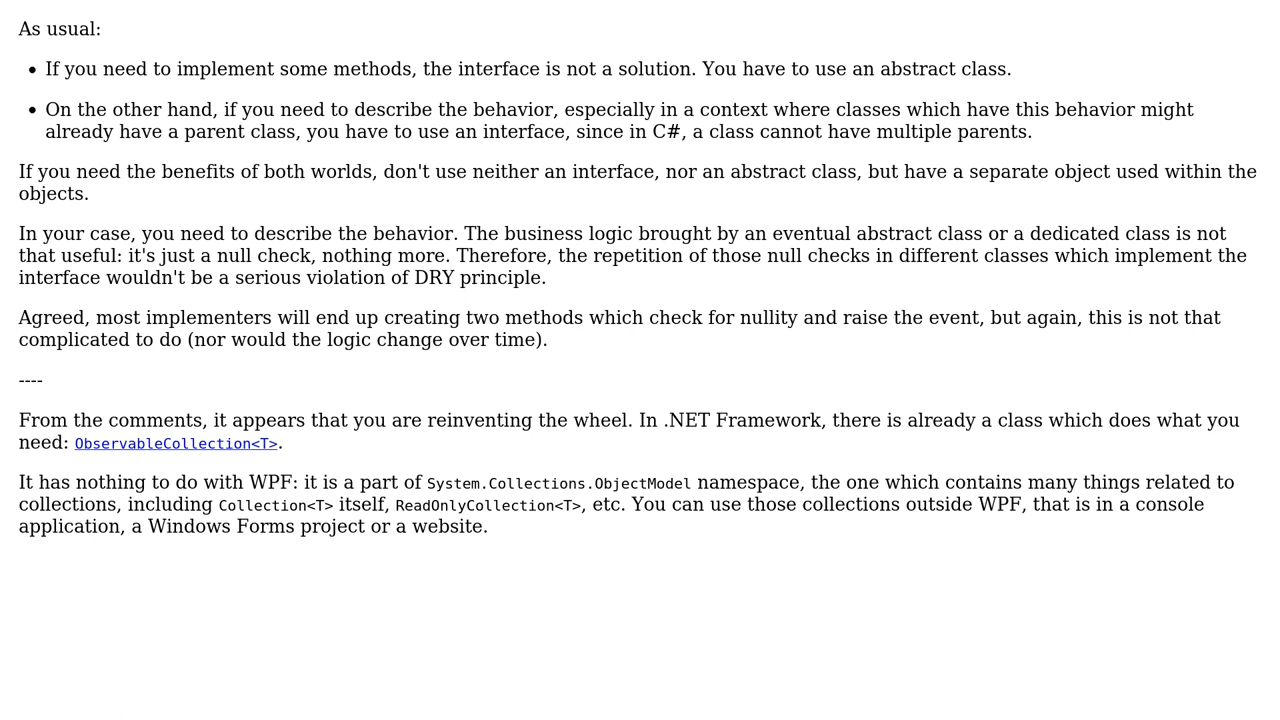 As usual:
• If you need to implement some methods, the interface is not a solution. You have to use an abstract class.
• On the other hand, if you need to describe the behavior, especially in a context where classes which have this behavior might
already have a parent class, you have to use an interface, since in C#, a class cannot have multiple parents.
If you need the benefits of both worlds, don't use neither an interface, nor an abstract class, but have a separate object used within the
objects.
In your case, you need to describe the behavior. The business logic brought by an eventual abstract class or a dedicated class is not
that useful: it's just a null check, nothing more. Therefore, the repetition of those null checks in different classes which implement the
interface wouldn't be a serious violation of DRY principle.
Agreed, most implementers will end up creating two methods which check for nullity and raise the event, but again, this is not that
complicated to do (nor would the logic change over time).
----
From the comments, it appears that you are reinventing the wheel. In .NET Framework, there is already a class which does what you
need: ObservableCollection<T>.
It has nothing to do with WPF: it is a part of System.Collections.ObjectModel namespace, the one which contains many things related to
collections, including Collection<T> itself, ReadOnlyCollection<T>, etc. You can use those collections outside WPF, that is in a console
application, a Windows Forms project or a website.